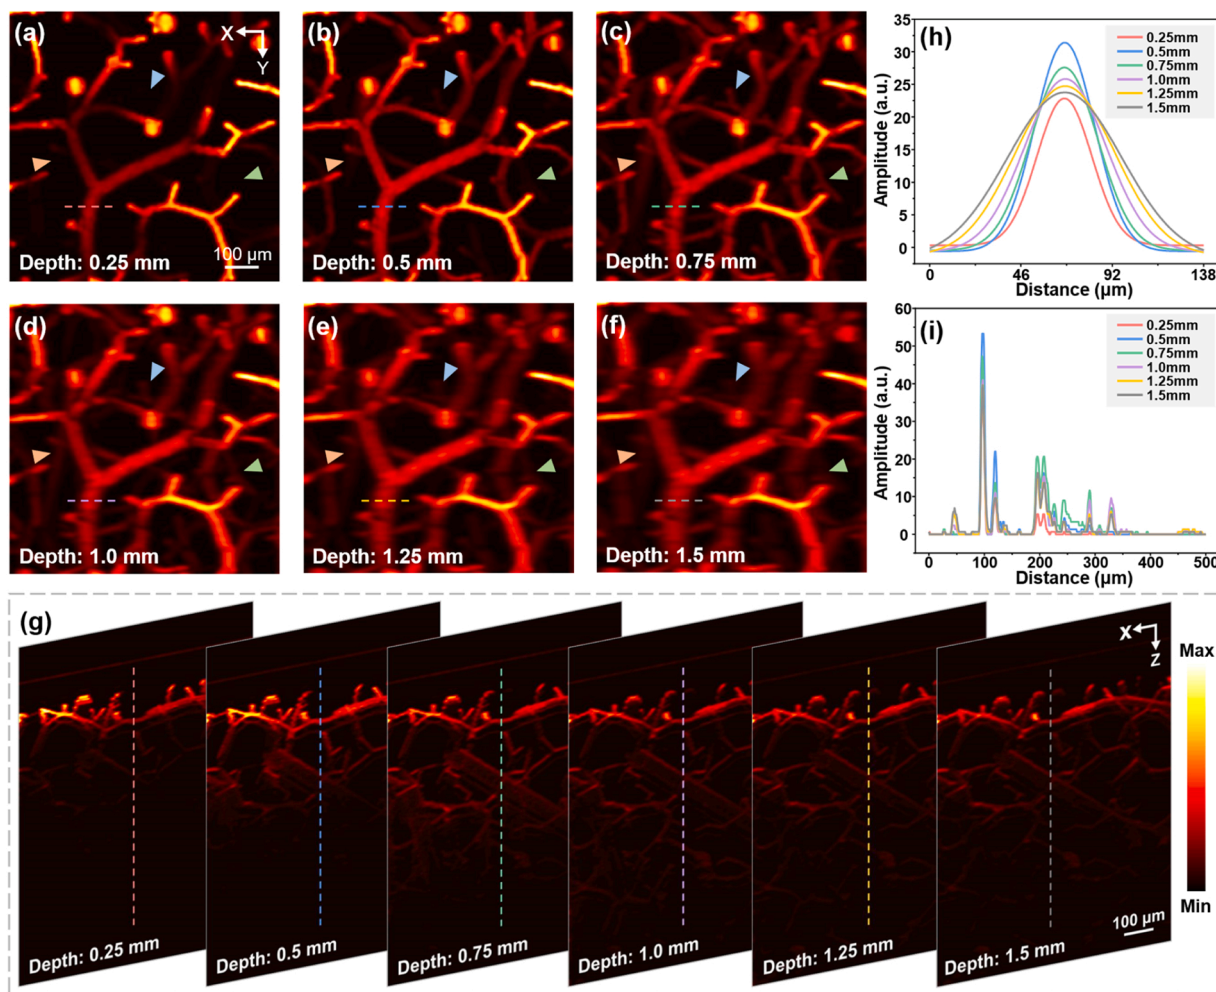 (a)
X
Y
100 μm
Depth: 0.25 mm
(b)
Depth: 0.5 mm
(c)
Depth: 0.75 mm
(h)
Amplitude (a.u.)
35
30
25
20
15
10
5
0
0.25mm
0.5mm
0.75mm
1.0mm
1.25mm
1.5mm
0 46 92 138
Distance (μm)
(d)
Depth: 1.0 mm
(e)
Depth: 1.25 mm
(f)
Depth: 1.5 mm
(i)
Amplitude (a.u.)
60
50
40
30
20
10
0
0.25mm
0.5mm
0.75mm
1.0mm
1.25mm
1.5mm
0 100 200 300 400 500
Distance (μm)
(g)
X
Z
Depth: 0.25 mm
Depth: 0.5 mm
Depth: 0.75 mm
Depth: 1.0 mm
Depth: 1.25 mm
Depth: 1.5 mm
100 μm
Max
Min